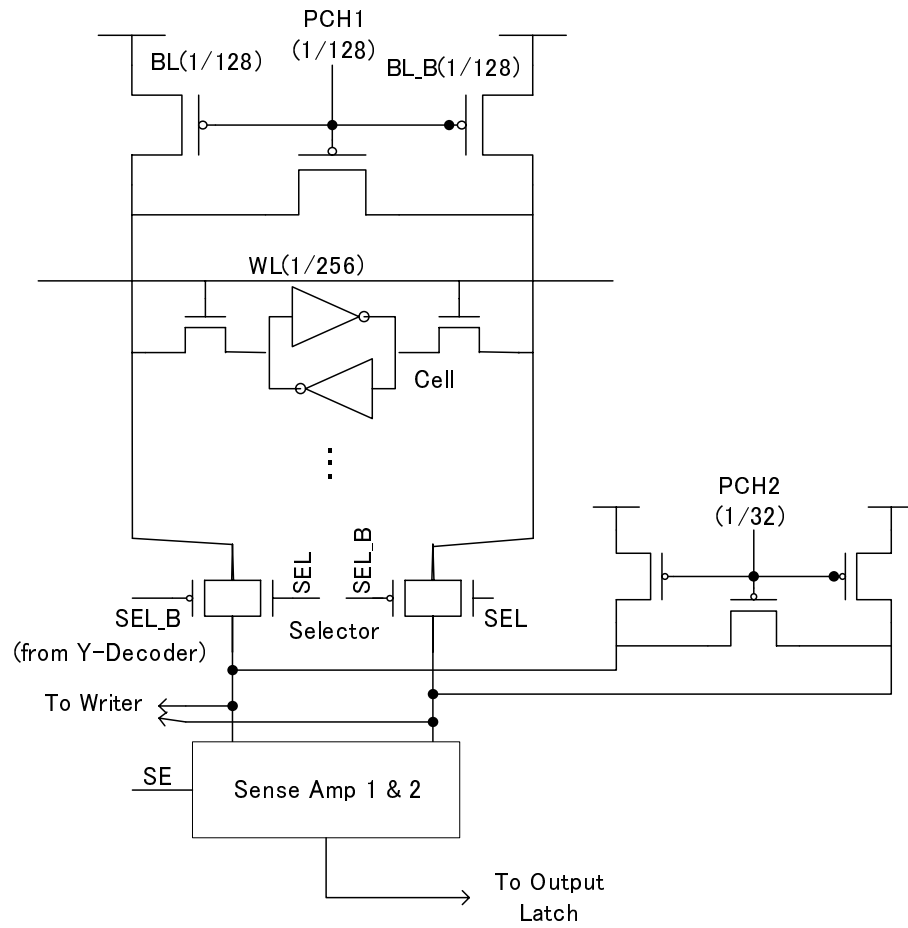 PCH1
(1/128)
BL(1/128)
BL_B(1/128)
WL(1/256)
Cell
PCH2
(1/32)
SEL
SEL_B
SEL_B
(from Y-Decoder)
Selector
SEL
To Writer
SE
Sense Amp 1 & 2
To Output
Latch